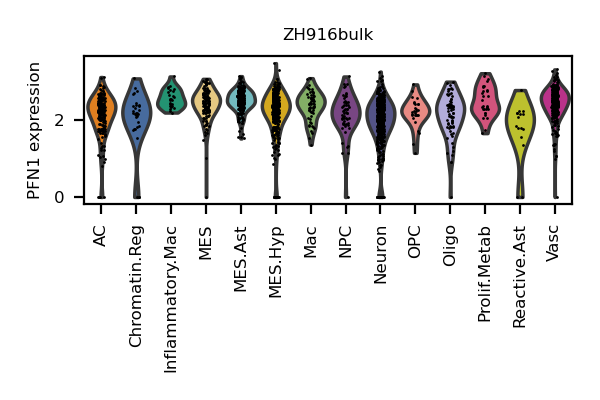 ZH916bulk
PFN1 expression
2
0
AC
Chromatin.Reg
Inflammatory.Mac
MES
MES.Ast
MES.Hyp
Mac
NPC
Neuron
OPC
Oligo
Prolif.Metab
Reactive.Ast
Vasc